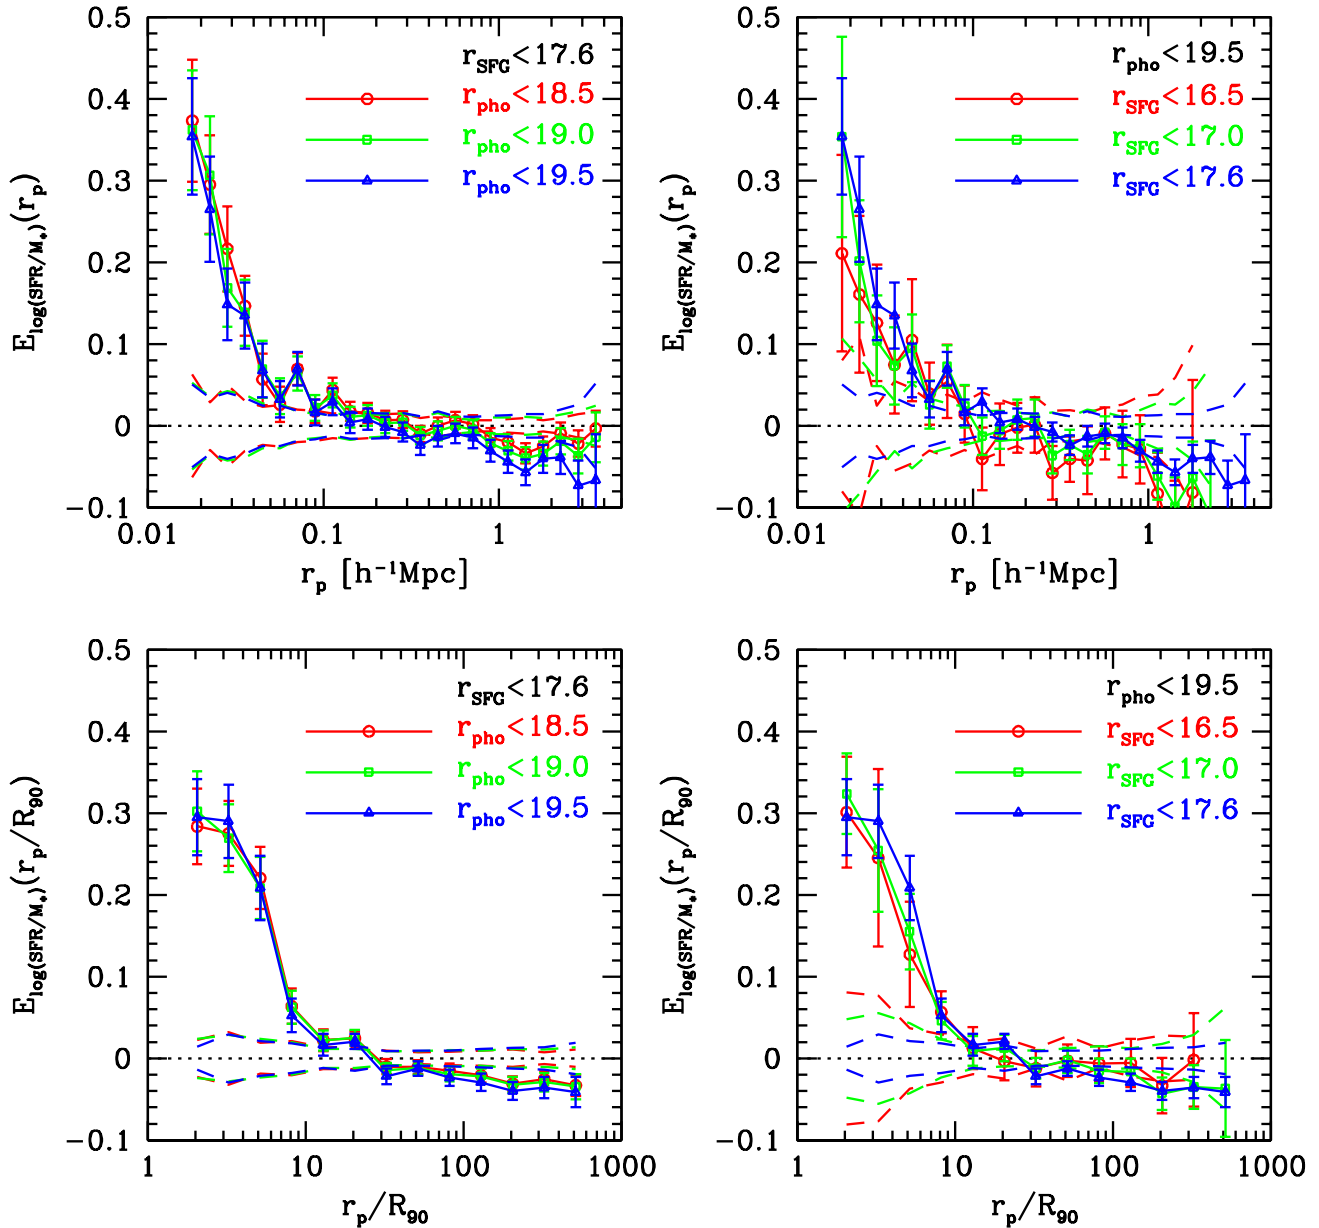 E_log(SFR/M*)(r_p)
0.5
0.4
0.3
0.2
0.1
0
−0.1
r_SFG<17.6
r_pho<18.5
r_pho<19.0
r_pho<19.5
0.01 0.1 1
r_p [h⁻¹Mpc]
E_log(SFR/M*)(r_p)
0.5
0.4
0.3
0.2
0.1
0
−0.1
r_pho<19.5
r_SFG<16.5
r_SFG<17.0
r_SFG<17.6
0.01 0.1 1
r_p [h⁻¹Mpc]
E_log(SFR/M*)(r_p/R_90)
0.5
0.4
0.3
0.2
0.1
0
−0.1
r_SFG<17.6
r_pho<18.5
r_pho<19.0
r_pho<19.5
1 10 100 1000
r_p/R_90
E_log(SFR/M*)(r_p/R_90)
0.5
0.4
0.3
0.2
0.1
0
−0.1
r_pho<19.5
r_SFG<16.5
r_SFG<17.0
r_SFG<17.6
1 10 100 1000
r_p/R_90